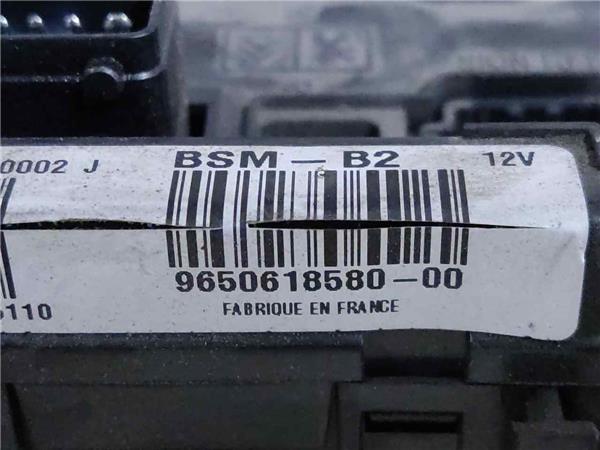 0002 J
BSM-B2
12V
9650618580-00
110
FABRIQUE EN FRANCE